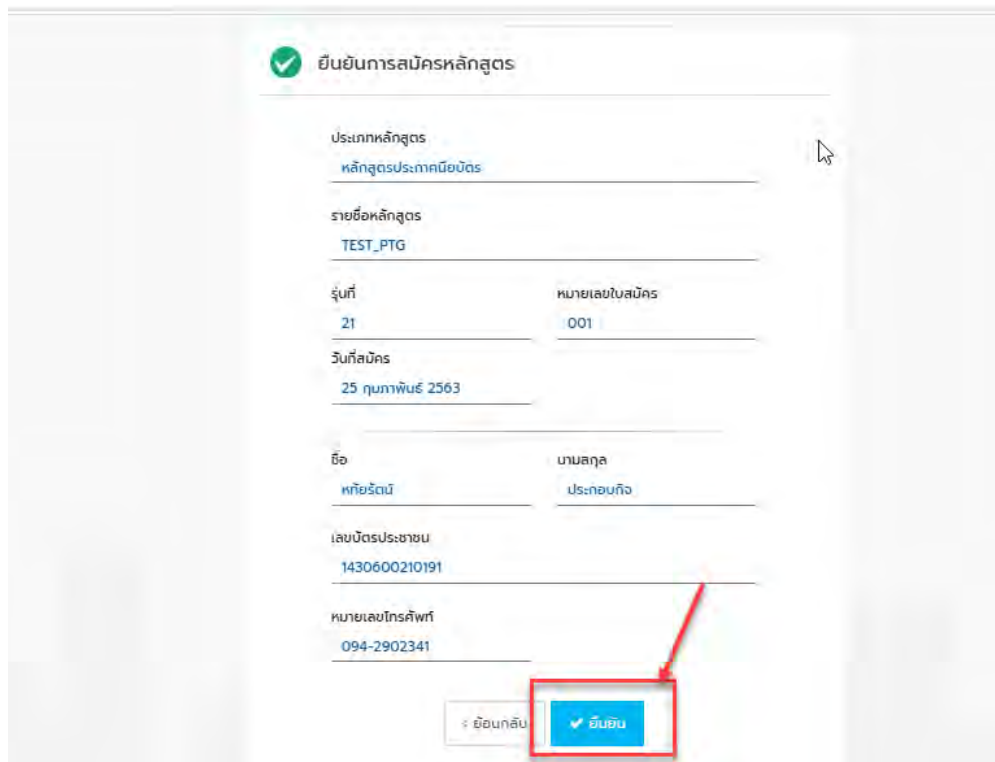 ยืนยันการสมัครหลักสูตร
ประเภทหลักสูตร
หลักสูตรประกาศนียบัตร
รายชื่อหลักสูตร
TEST_PTG
รุ่นที่ หมายเลขใบสมัคร
21 001
วันที่สมัคร
25 กุมภาพันธ์ 2563
ชื่อ นามสกุล
หทัยรัตน์ ประกอบกิจ
เลขบัตรประชาชน
1430600210191
หมายเลขโทรศัพท์
094-2902341
‹ ย้อนกลับ ยืนยัน